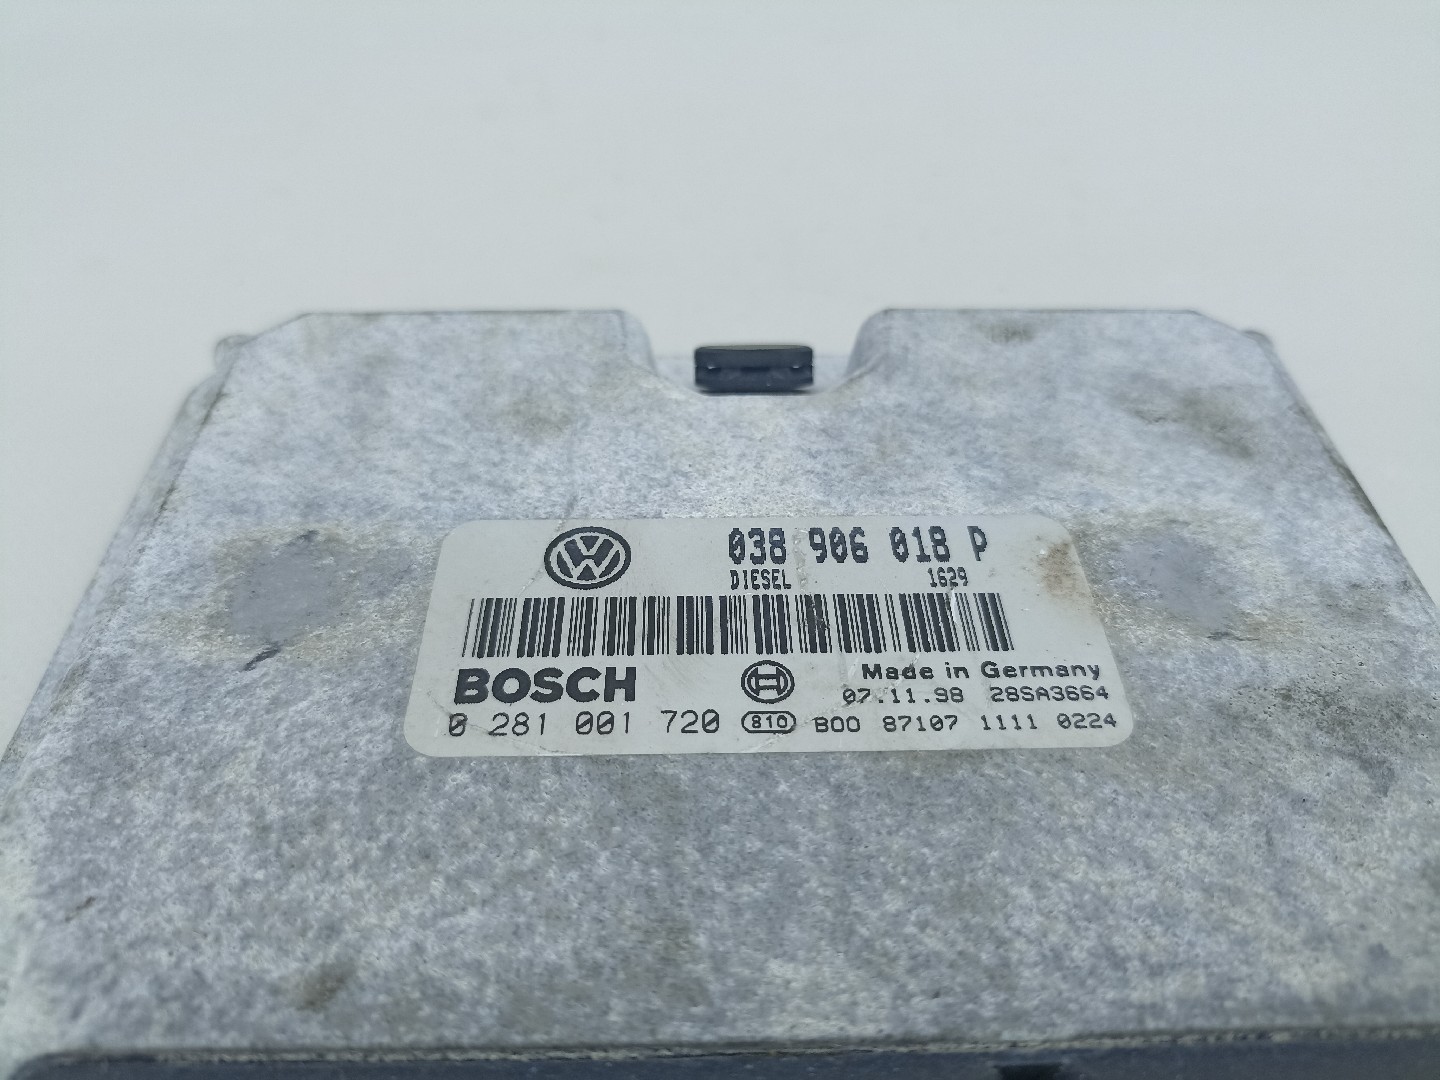 038 906 018 P
DIESEL 1629
BOSCH Made in Germany
07.11.98 28SA3664
0 281 001 720 810 B00 87107 1111 0224